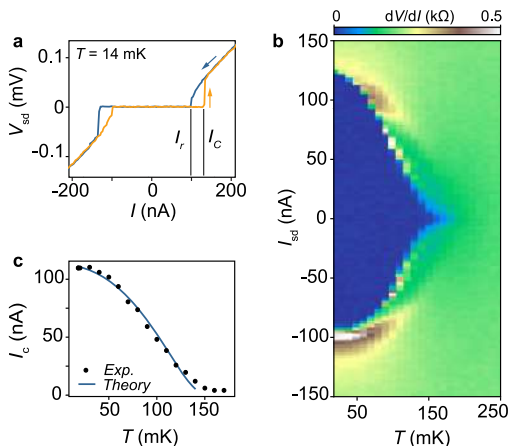 a
T = 14 mK
0.1
0
-0.1
V_sd (mV)
I_r
I_C
-200
0
200
I (nA)
b
0
dV/dI (kΩ)
0.5
150
100
50
0
-50
-100
-150
I_sd (nA)
50
150
250
T (mK)
c
100
50
0
I_c (nA)
Exp.
Theory
50
100
150
T (mK)